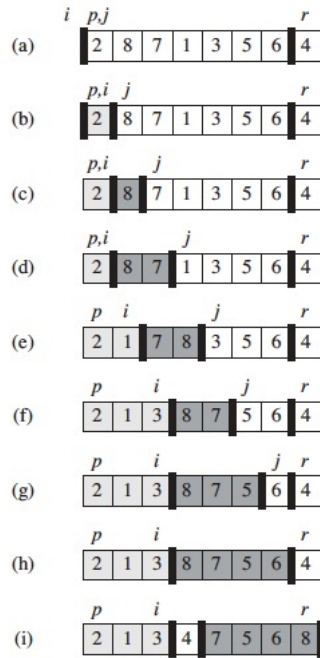 i p,j r
(a) 2 8 7 1 3 5 6 4
p,i j r
(b) 2 8 7 1 3 5 6 4
p,i j r
(c) 2 8 7 1 3 5 6 4
p,i j r
(d) 2 8 7 1 3 5 6 4
p i j r
(e) 2 1 7 8 3 5 6 4
p i j r
(f) 2 1 3 8 7 5 6 4
p i j r
(g) 2 1 3 8 7 5 6 4
p i r
(h) 2 1 3 8 7 5 6 4
p i r
(i) 2 1 3 4 7 5 6 8